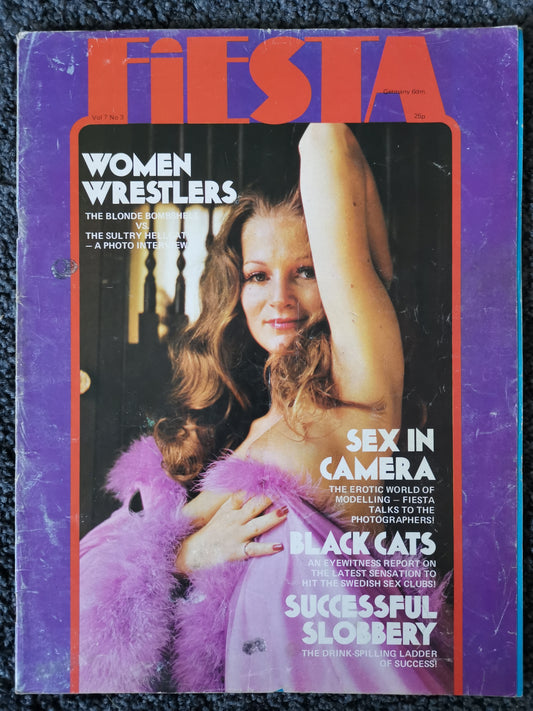 FiESTA
Vol 7 No 3
Germany 6dm
25p
WOMEN
WRESTLERS
THE BLONDE BOMBSHELL
VS.
THE SULTRY HELLCAT
– A PHOTO INTERVIEW
SEX IN
CAMERA
THE EROTIC WORLD OF
MODELLING – FIESTA
TALKS TO THE
PHOTOGRAPHERS!
BLACK CATS
AN EYEWITNESS REPORT ON
THE LATEST SENSATION TO
HIT THE SWEDISH SEX CLUBS!
SUCCESSFUL
SLOBBERY
THE DRINK-SPILLING LADDER
OF SUCCESS!